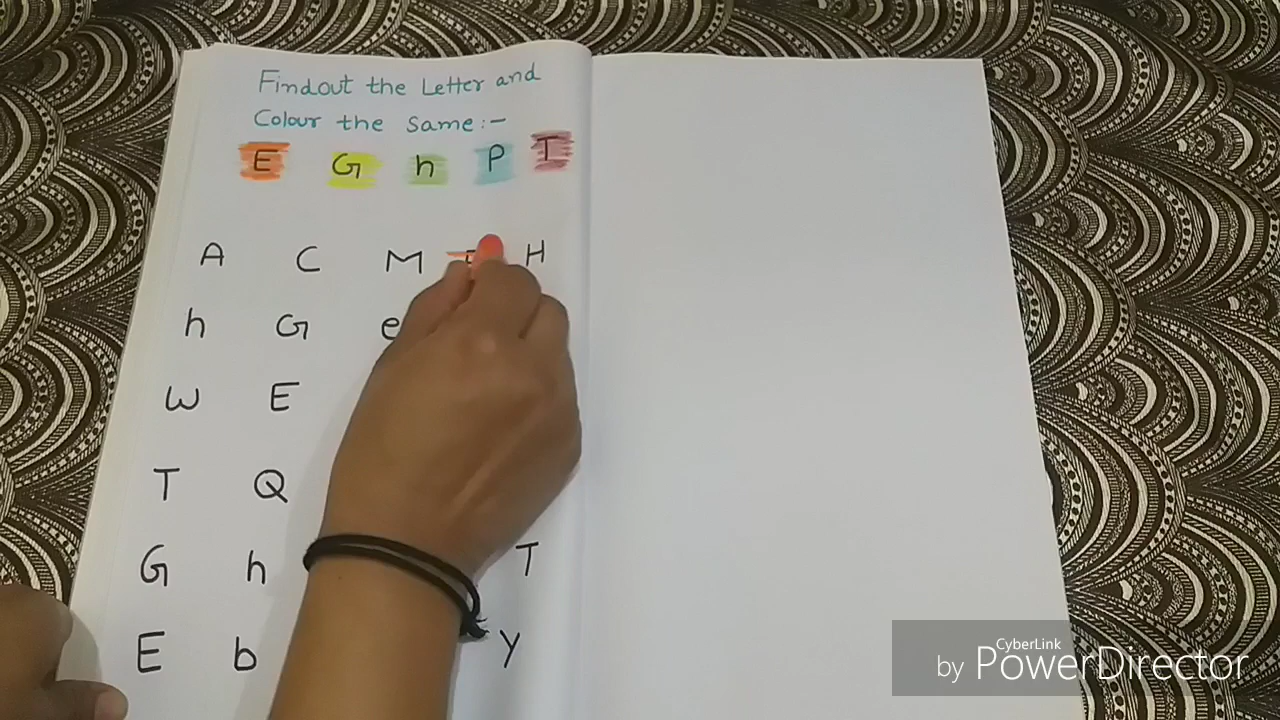 Findout the Letter and
Colour the same:-
E G h P T
A C M H
h G e
W E
T Q
G h T
E b y
CyberLink
by PowerDirector